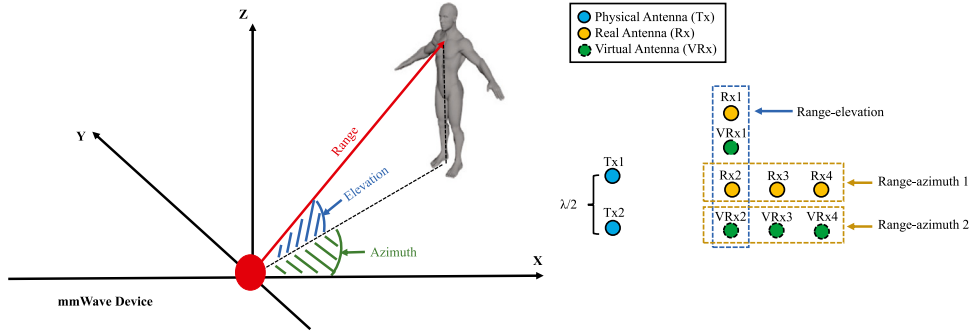 Z
Y
X
Range
Elevation
Azimuth
mmWave Device
Physical Antenna (Tx)
Real Antenna (Rx)
Virtual Antenna (VRx)
Rx1
Range-elevation
VRx1
Tx1
Rx2 Rx3 Rx4
Range-azimuth 1
λ/2
Tx2
VRx2 VRx3 VRx4
Range-azimuth 2